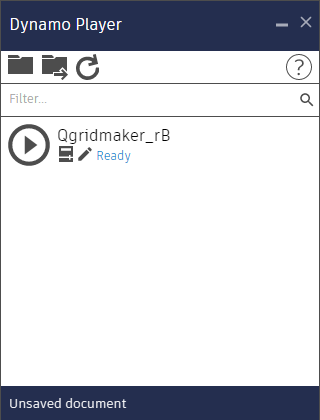 Dynamo Player
?
Filter...
Qgridmaker_rB
Ready
Unsaved document